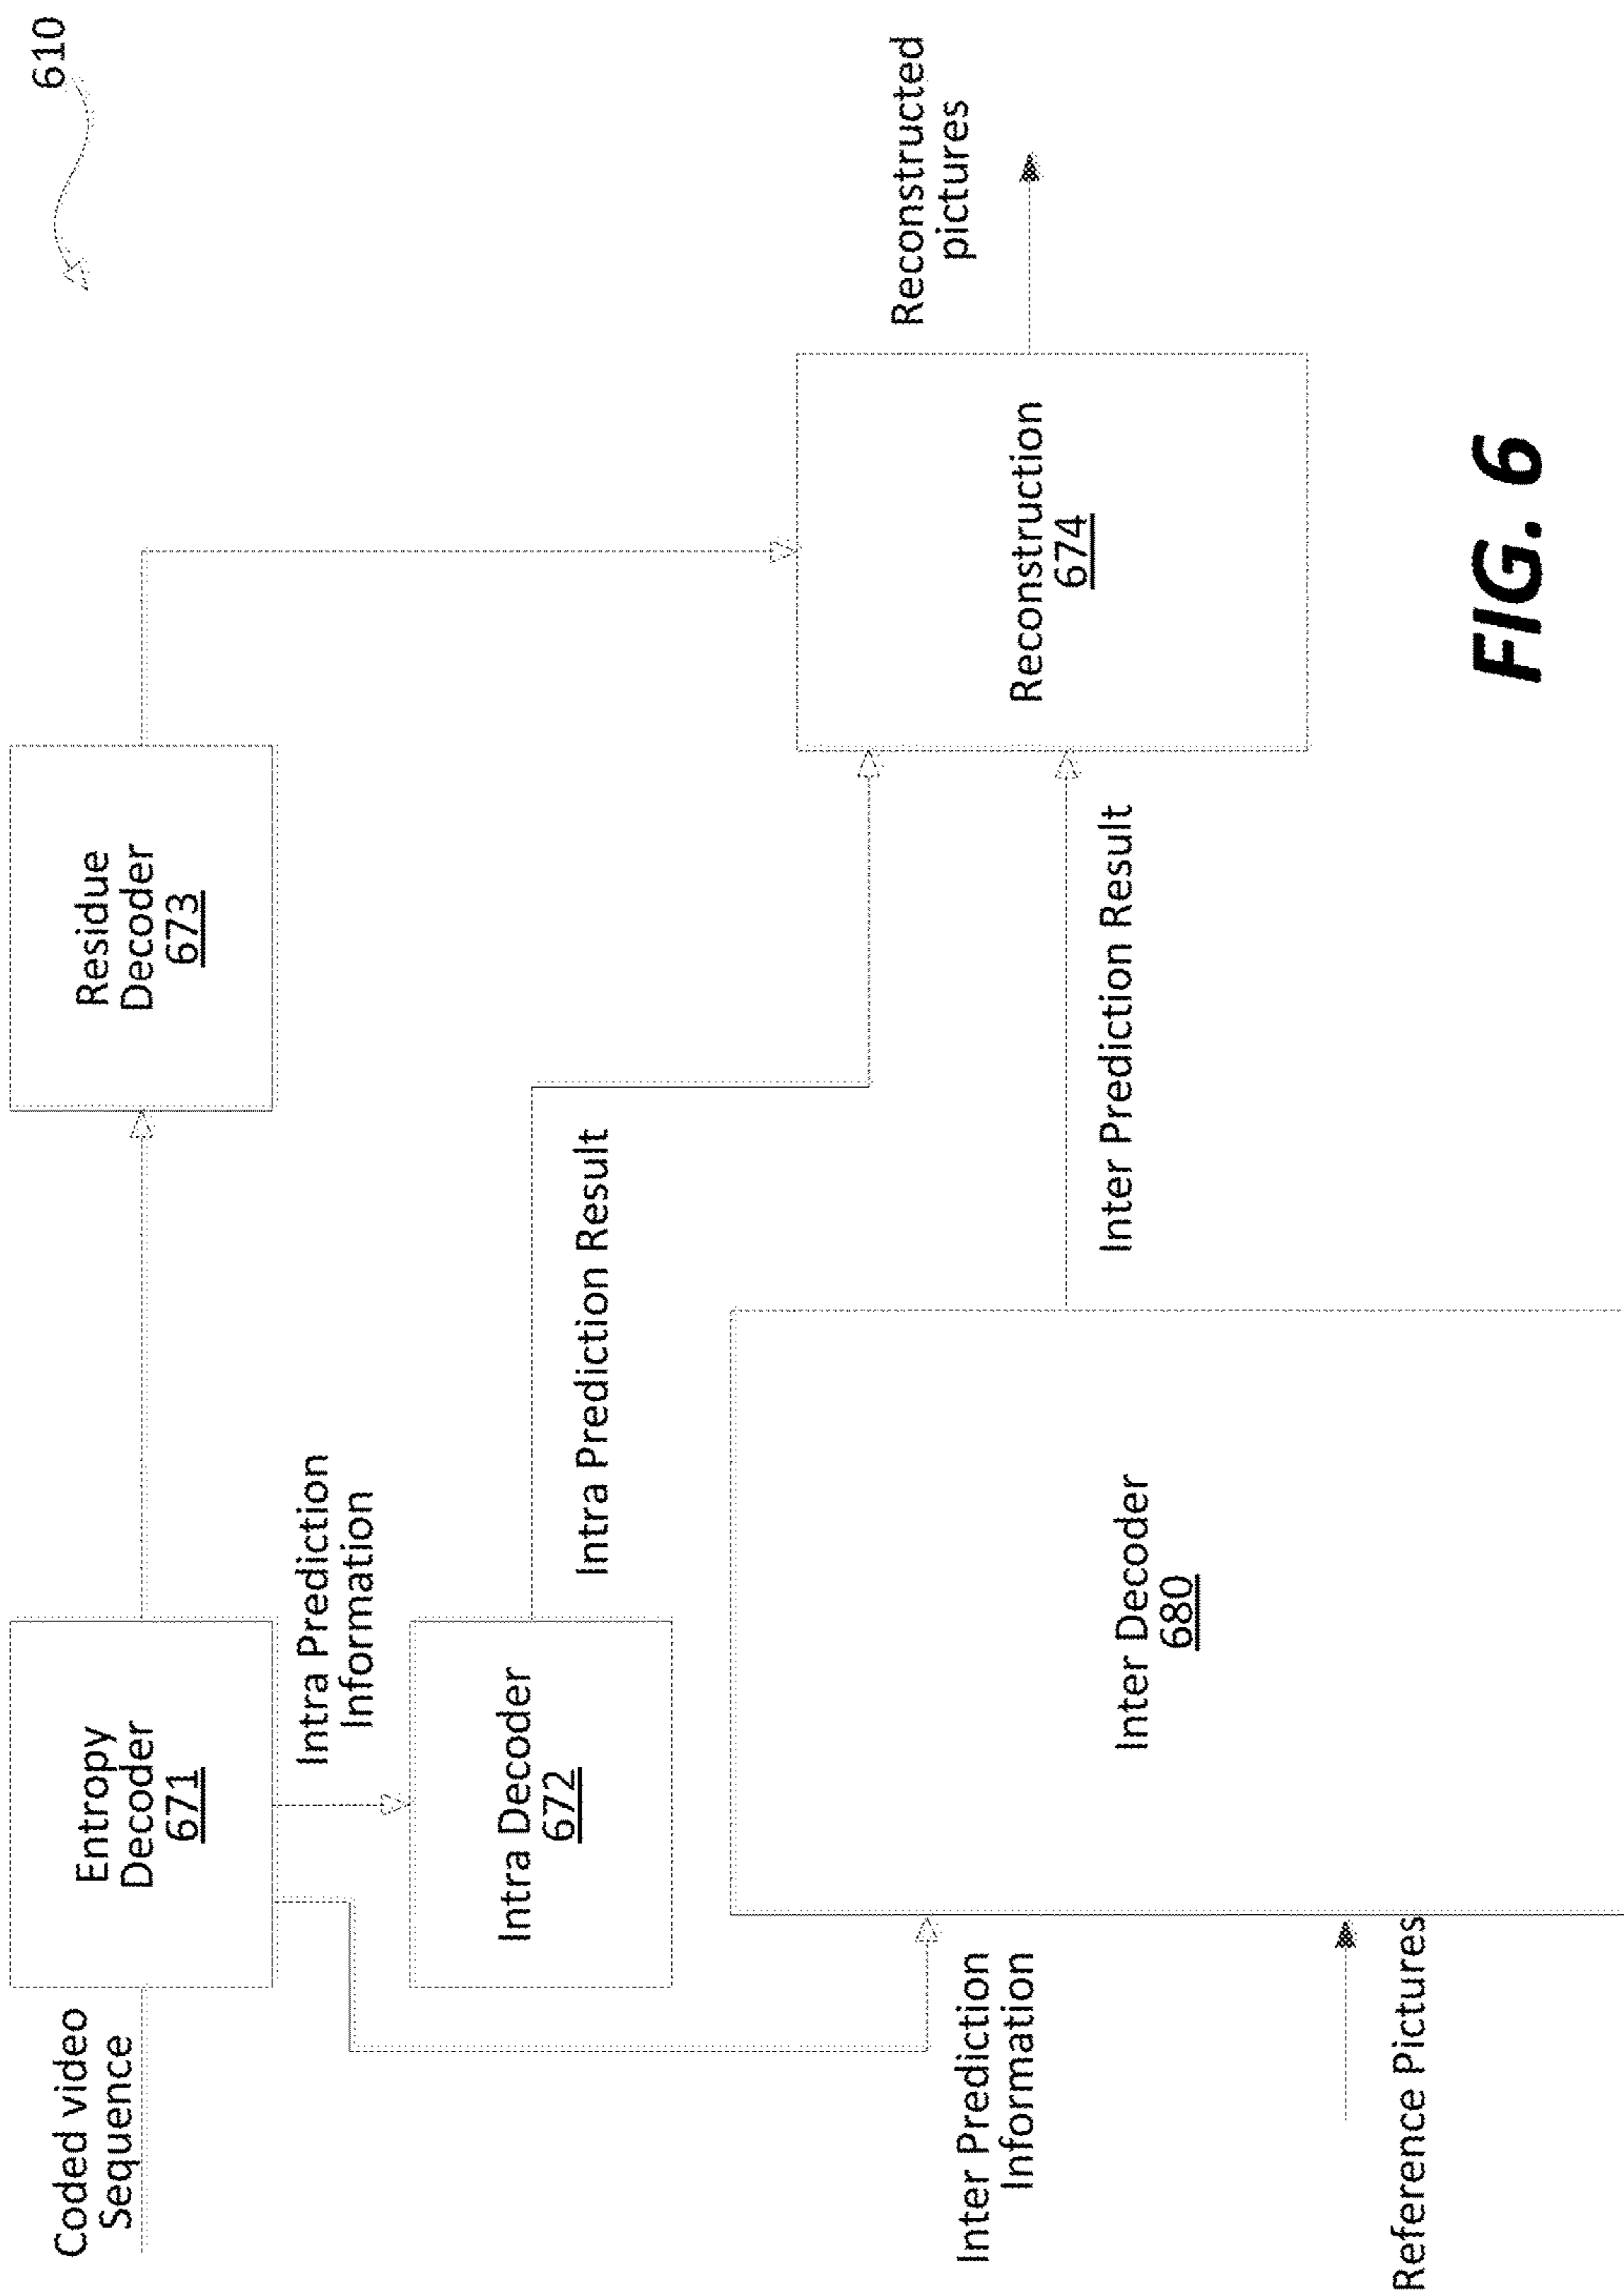 610
Coded video
Sequence
Entropy
Decoder
671
Residue
Decoder
673
Intra Prediction
Information
Intra Decoder
672
Intra Prediction Result
Reconstructed
pictures
Reconstruction
674
Inter Prediction
Information
Inter Decoder
680
Inter Prediction Result
Reference Pictures
FIG. 6